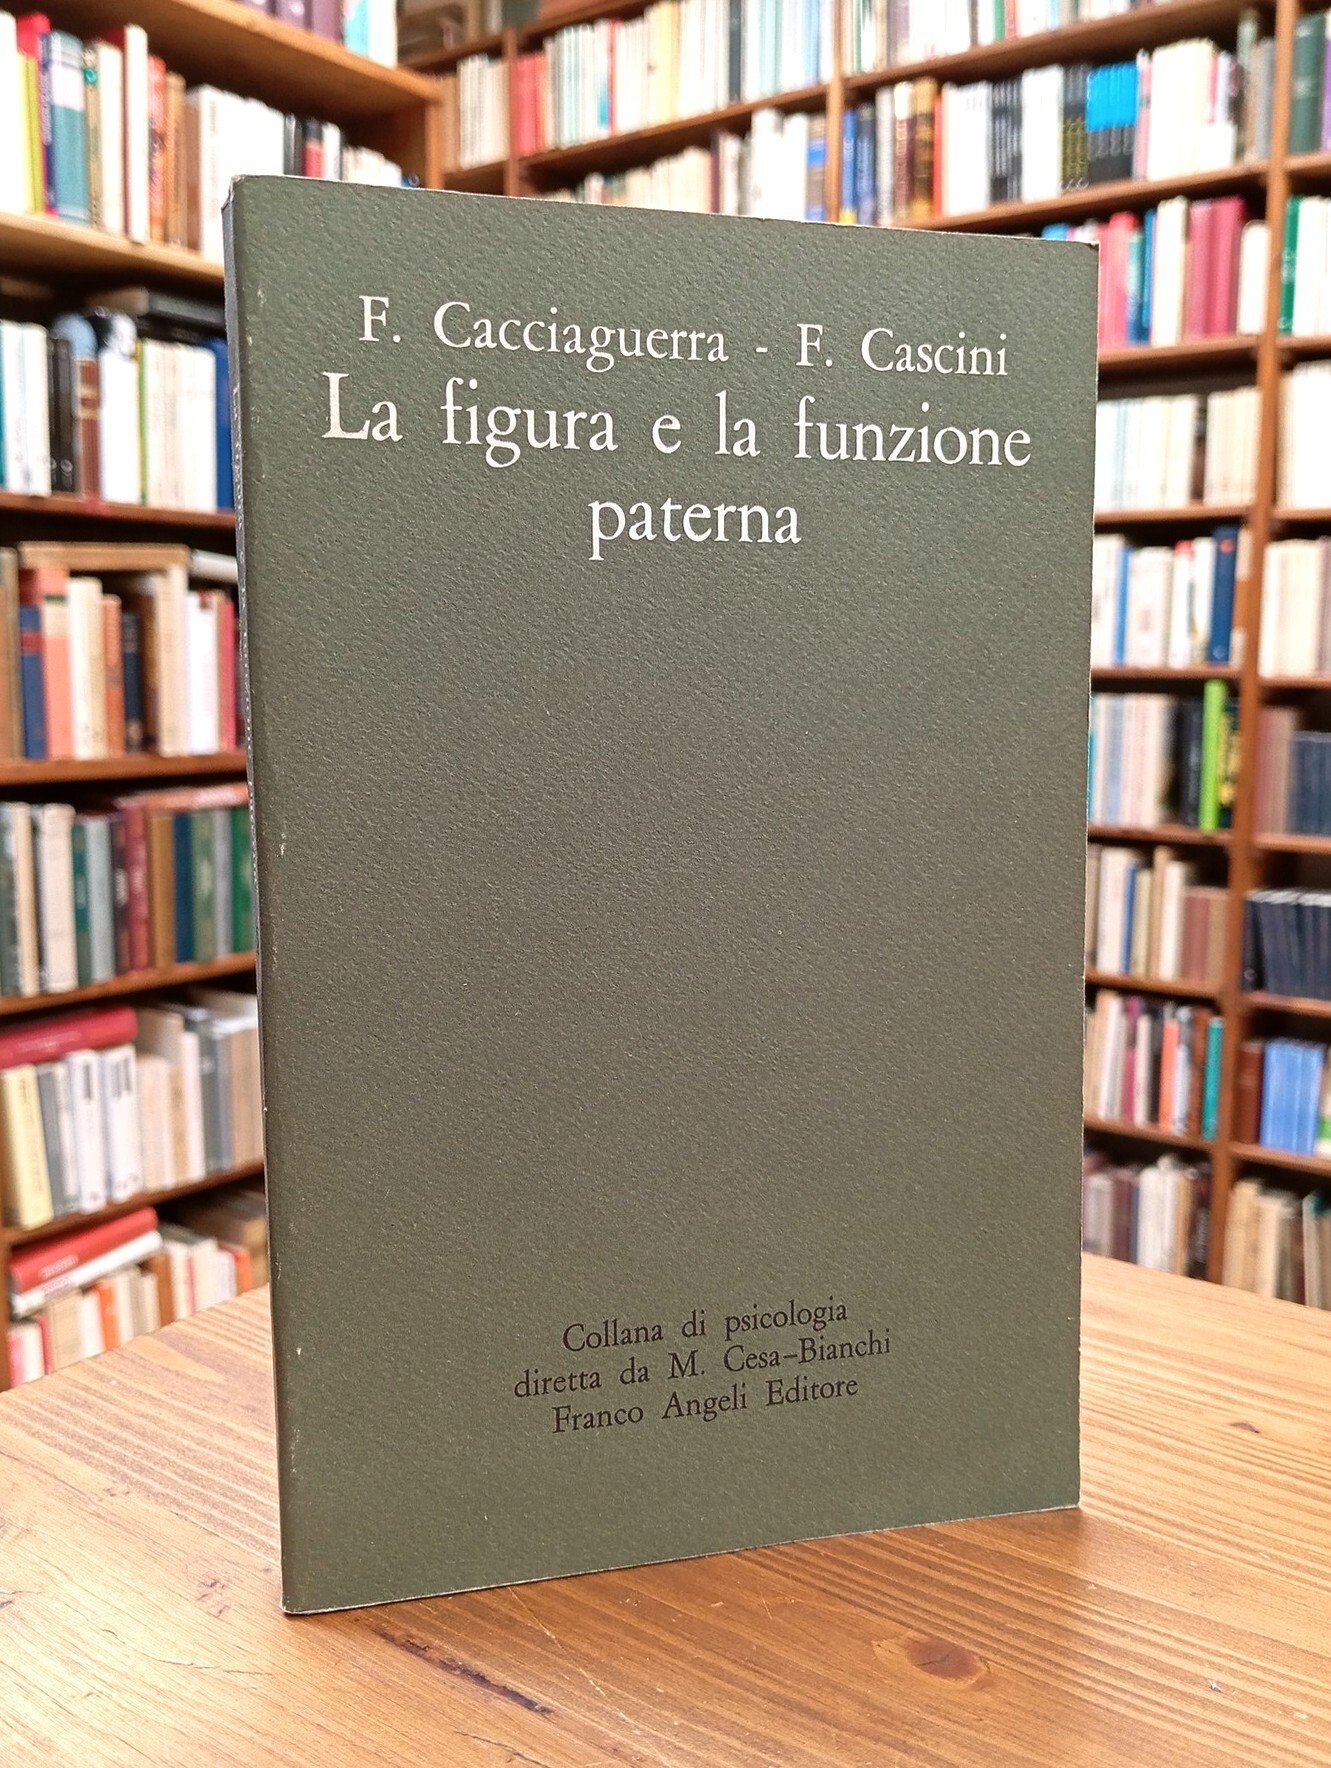 F. Cacciaguerra - F. Cascini
La figura e la funzione
paterna
Collana di psicologia
diretta da M. Cesa-Bianchi
Franco Angeli Editore